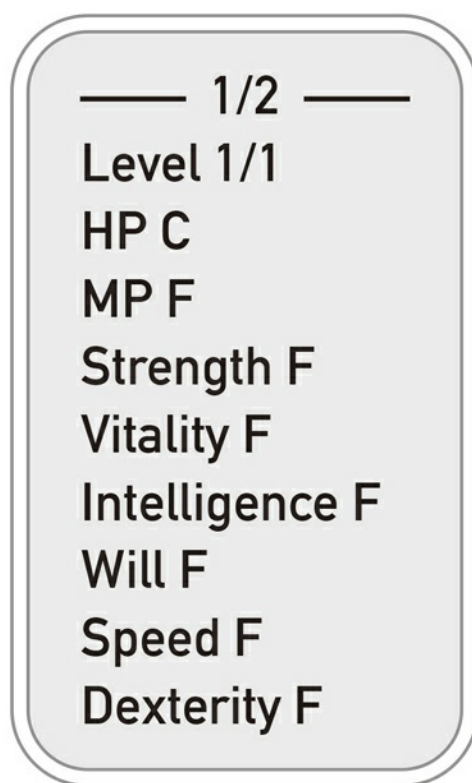 1/2
Level 1/1
HP C
MP F
Strength F
Vitality F
Intelligence F
Will F
Speed F
Dexterity F